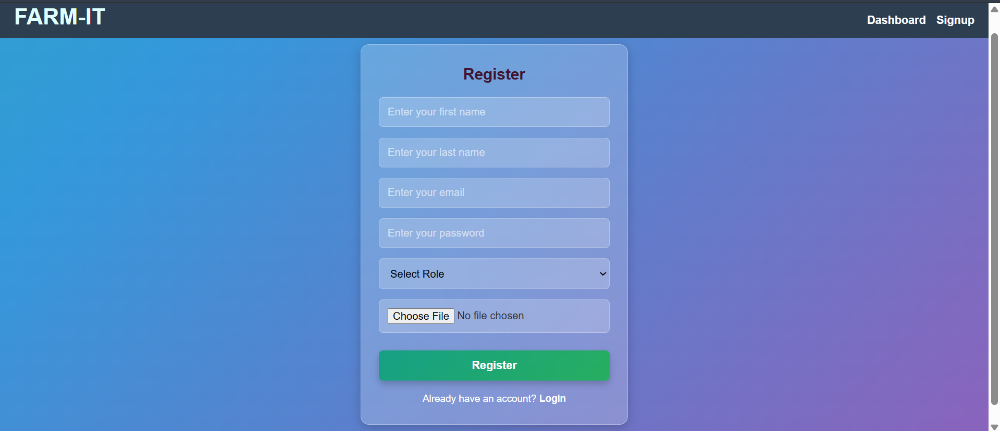 FARM-IT
Dashboard Signup
Register
Enter your first name
Enter your last name
Enter your email
Enter your password
Select Role
Choose File No file chosen
Register
Already have an account? Login